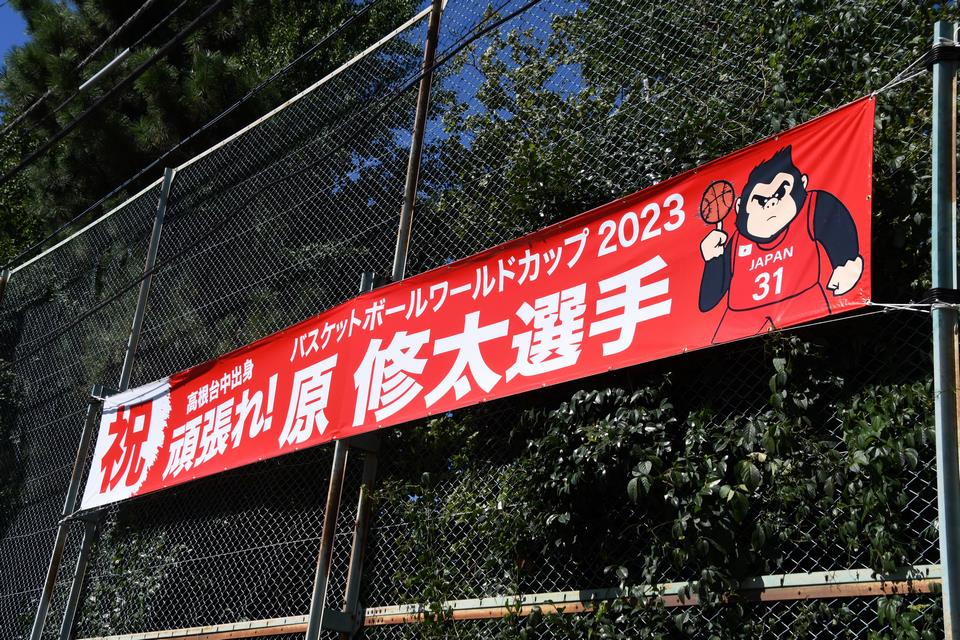 祝
高根台中出身
バスケットボールワールドカップ 2023
頑張れ! 原 修太選手
JAPAN
31